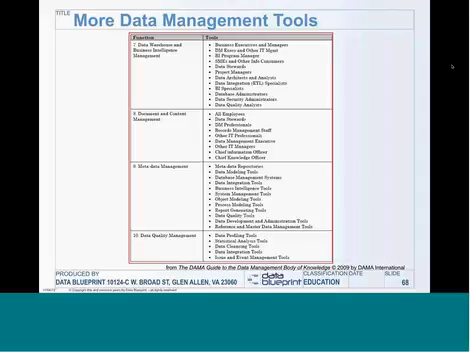 TITLE
More Data Management Tools
Function
Tools
7. Data Warehouse and
Business Intelligence
Management
• Business Executives and Managers
• DM Execs and Other IT Mgmt
• BI Program Manager
• SMEs and Other Info Consumers
• Data Stewards
• Project Managers
• Data Architects and Analysts
• Data Integration (ETL) Specialists
• BI Specialists
• Database Administrators
• Data Security Administrators
• Data Quality Analysts
8. Document and Content
Management
• All Employees
• Data Stewards
• DM Professionals
• Records Management Staff
• Other IT Professionals
• Data Management Executive
• Other IT Managers
• Chief Information Officer
• Chief Knowledge Officer
9. Meta data Management
• Meta data Repositories
• Data Modeling Tools
• Database Management Systems
• Data Integration Tools
• Business Intelligence Tools
• System Management Tools
• Object Modeling Tools
• Process Modeling Tools
• Report Generating Tools
• Data Quality Tools
• Data Development and Administration Tools
• Reference and Master Data Management Tools
10. Data Quality Management
• Data Profiling Tools
• Statistical Analysis Tools
• Data Cleansing Tools
• Data Integration Tools
• Issue and Event Management Tools
from The DAMA Guide to the Data Management Body of Knowledge © 2009 by DAMA International
PRODUCED BY
DATA BLUEPRINT 10124-C W. BROAD ST, GLEN ALLEN, VA 23060
data
blueprint
CLASSIFICATION
EDUCATION
DATE
SLIDE
68